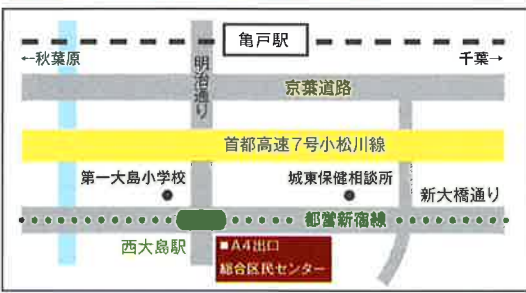 亀戸駅
←秋葉原
千葉→
明治通り
京葉道路
首都高速7号小松川線
第一大島小学校
城東保健相談所
新大橋通り
都営新宿線
西大島駅
■A4出口
総合区民センター